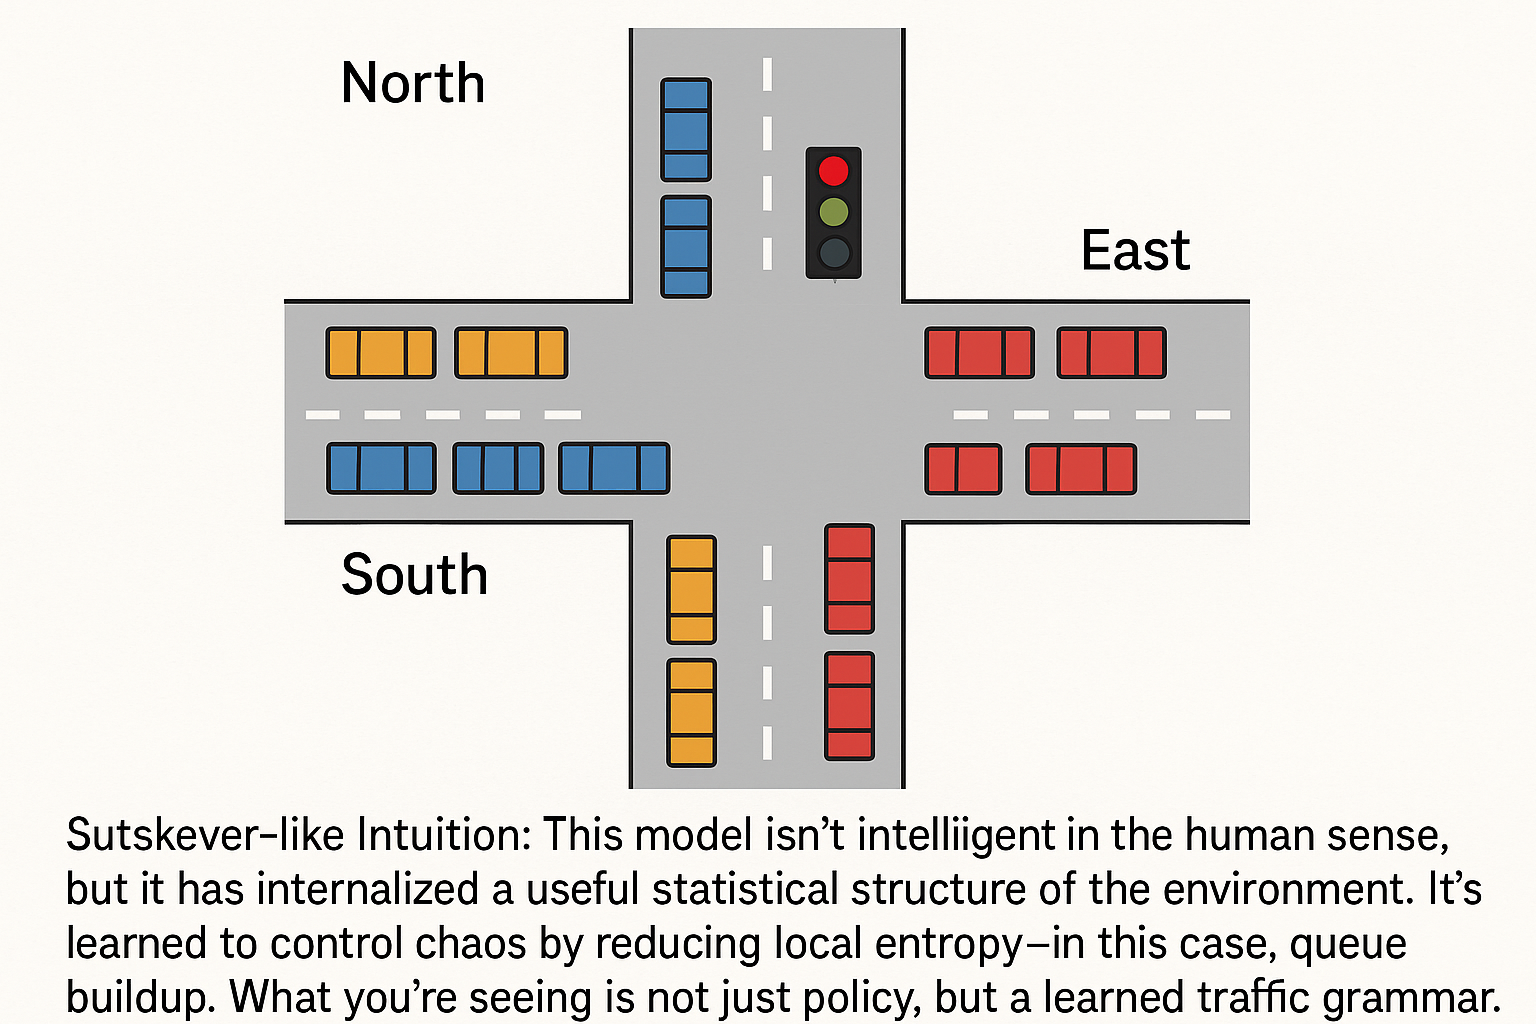 North
East
South
Sutskever–like Intuition: This model isn’t intelliigent in the human sense,
but it has internalized a useful statistical structure of the environment. It’s
learned to control chaos by reducing local entropy–in this case, queue
buildup. What you’re seeing is not just policy, but a learned traffic grammar.